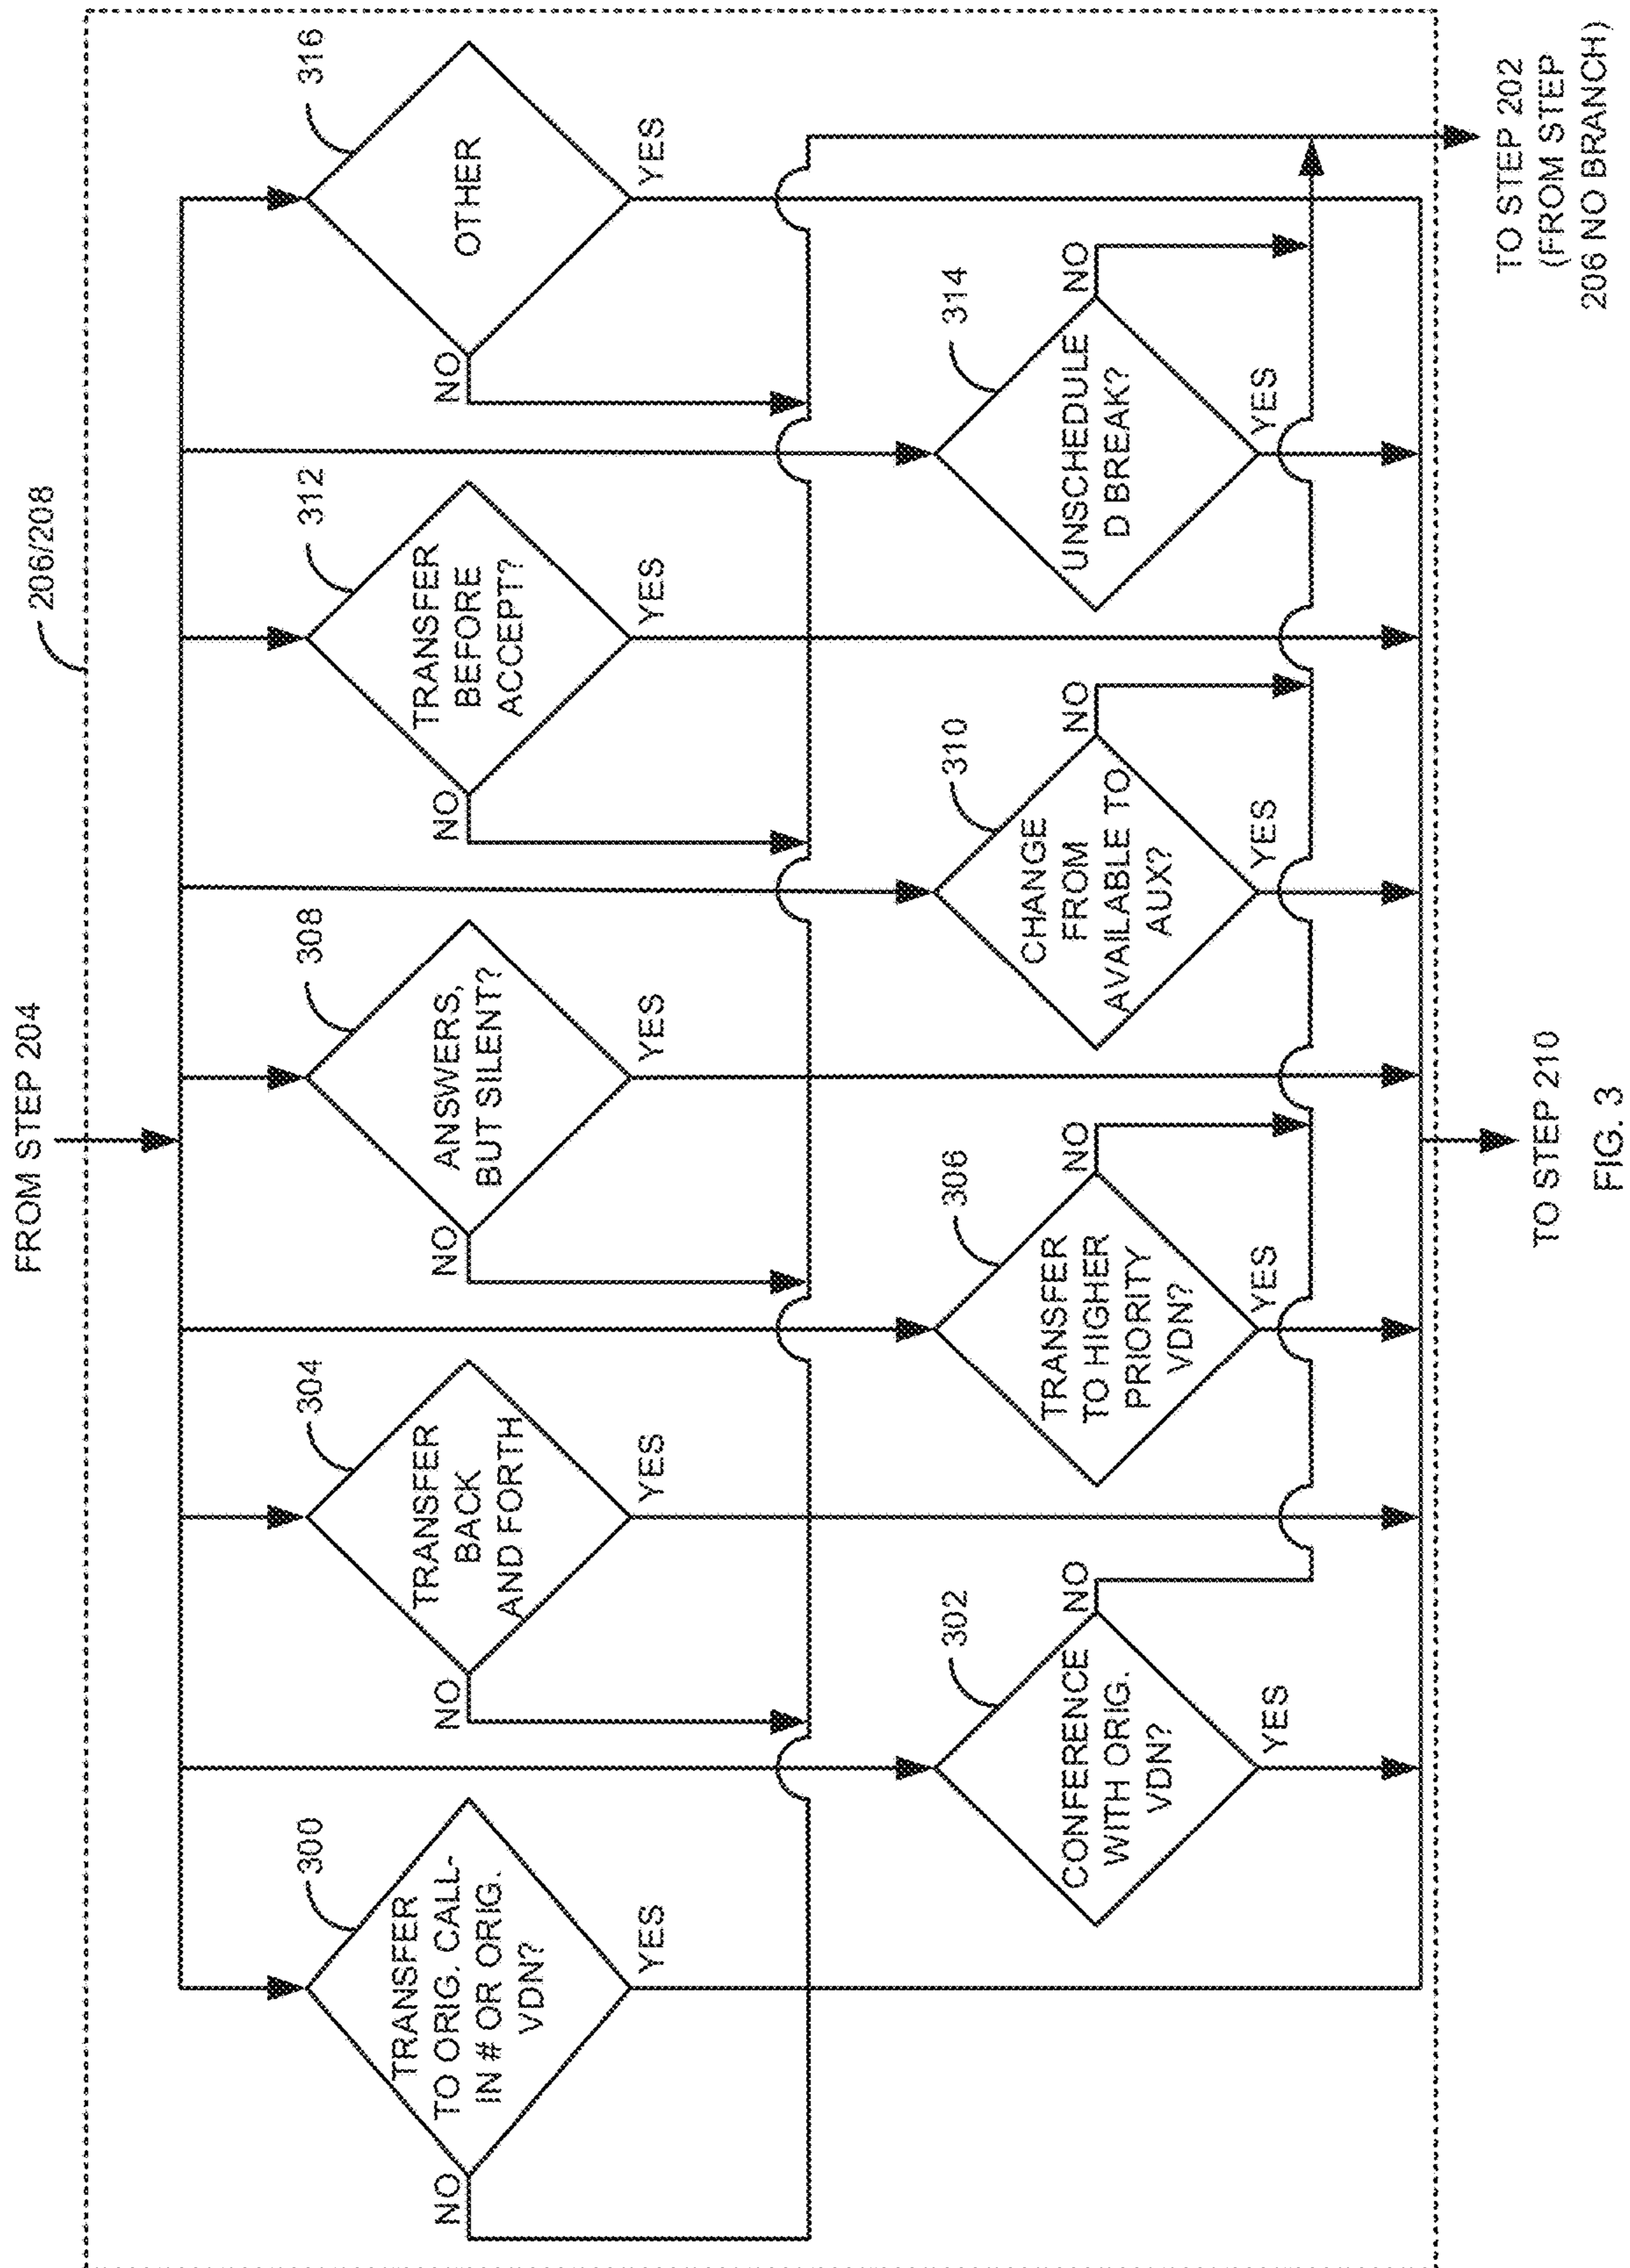 FROM STEP 204
206/208
300
TRANSFER
TO ORIG. CALL-
IN # OR ORIG.
VDN?
NO
YES
304
TRANSFER
BACK
AND FORTH
NO
YES
308
ANSWERS,
BUT SILENT?
NO
YES
312
TRANSFER
BEFORE
ACCEPT?
NO
YES
316
OTHER
NO
YES
302
CONFERENCE
WITH ORIG.
VDN?
NO
YES
306
TRANSFER
TO HIGHER
PRIORITY
VDN?
NO
YES
310
CHANGE
FROM
AVAILABLE TO
AUX?
NO
YES
314
UNSCHEDULE
D BREAK?
NO
YES
TO STEP 202
(FROM STEP
206 NO BRANCH)
TO STEP 210
FIG. 3